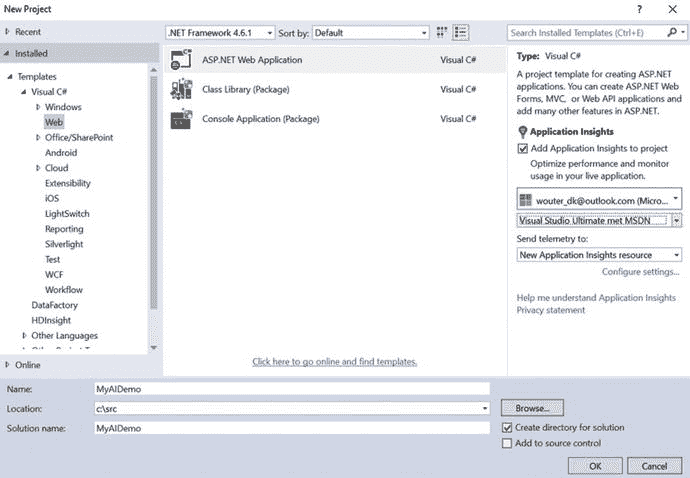 New Project
? ×
Recent
.NET Framework 4.6.1
Sort by: Default
Search Installed Templates (Ctrl+E)
Installed
Templates
Visual C#
Windows
Web
Office/SharePoint
Android
Cloud
Extensibility
iOS
LightSwitch
Reporting
Silverlight
Test
WCF
Workflow
DataFactory
HDInsight
Other Languages
Online
ASP.NET Web Application Visual C#
Class Library (Package) Visual C#
Console Application (Package) Visual C#
Click here to go online and find templates.
Type: Visual C#
A project template for creating ASP.NET
applications. You can create ASP.NET Web
Forms, MVC, or Web API applications and
add many other features in ASP.NET.
Application Insights
Add Application Insights to project
Optimize performance and monitor
usage in your live application.
wouter_dk@outlook.com (Micro...
Visual Studio Ultimate met MSDN
Send telemetry to:
New Application Insights resource
Configure settings...
Help me understand Application Insights
Privacy statement
Name: MyAIDemo
Location: c:\src
Browse...
Solution name: MyAIDemo
Create directory for solution
Add to source control
OK Cancel